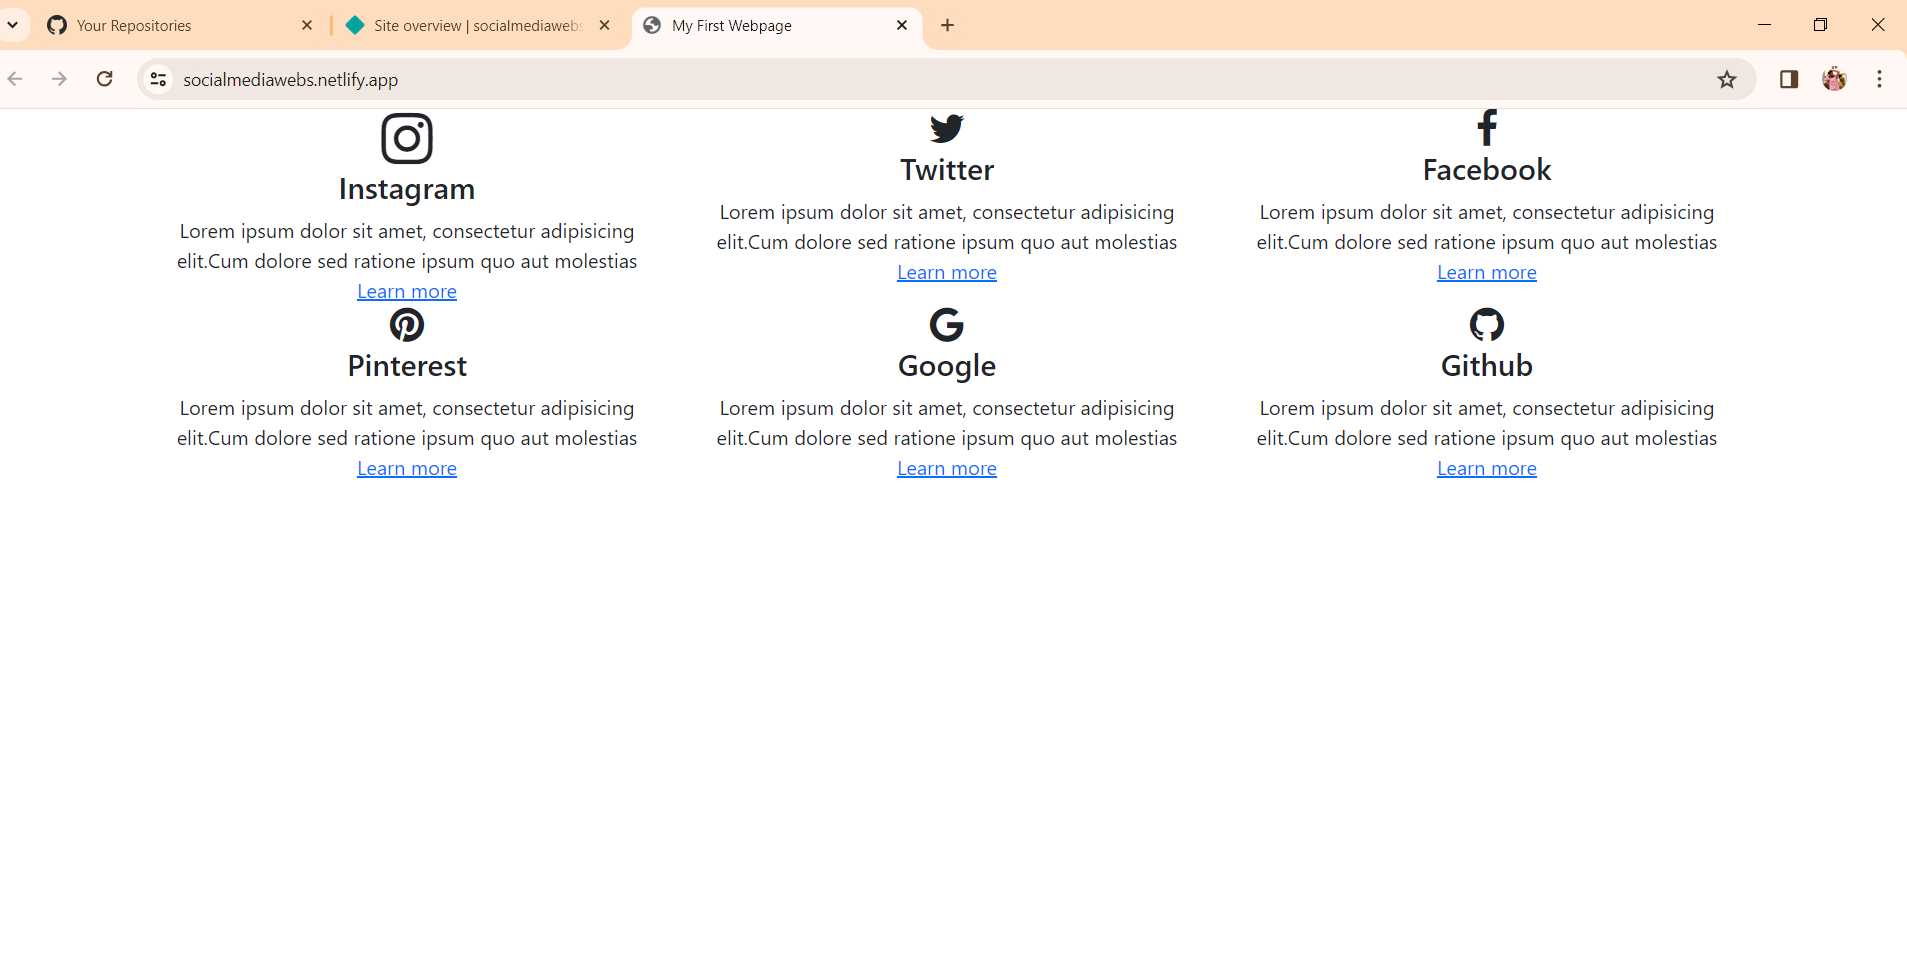 Your Repositories
Site overview | socialmediawebs
My First Webpage
socialmediawebs.netlify.app
Instagram
Lorem ipsum dolor sit amet, consectetur adipisicing
elit.Cum dolore sed ratione ipsum quo aut molestias
Learn more
Twitter
Lorem ipsum dolor sit amet, consectetur adipisicing
elit.Cum dolore sed ratione ipsum quo aut molestias
Learn more
Facebook
Lorem ipsum dolor sit amet, consectetur adipisicing
elit.Cum dolore sed ratione ipsum quo aut molestias
Learn more
Pinterest
Lorem ipsum dolor sit amet, consectetur adipisicing
elit.Cum dolore sed ratione ipsum quo aut molestias
Learn more
Google
Lorem ipsum dolor sit amet, consectetur adipisicing
elit.Cum dolore sed ratione ipsum quo aut molestias
Learn more
Github
Lorem ipsum dolor sit amet, consectetur adipisicing
elit.Cum dolore sed ratione ipsum quo aut molestias
Learn more